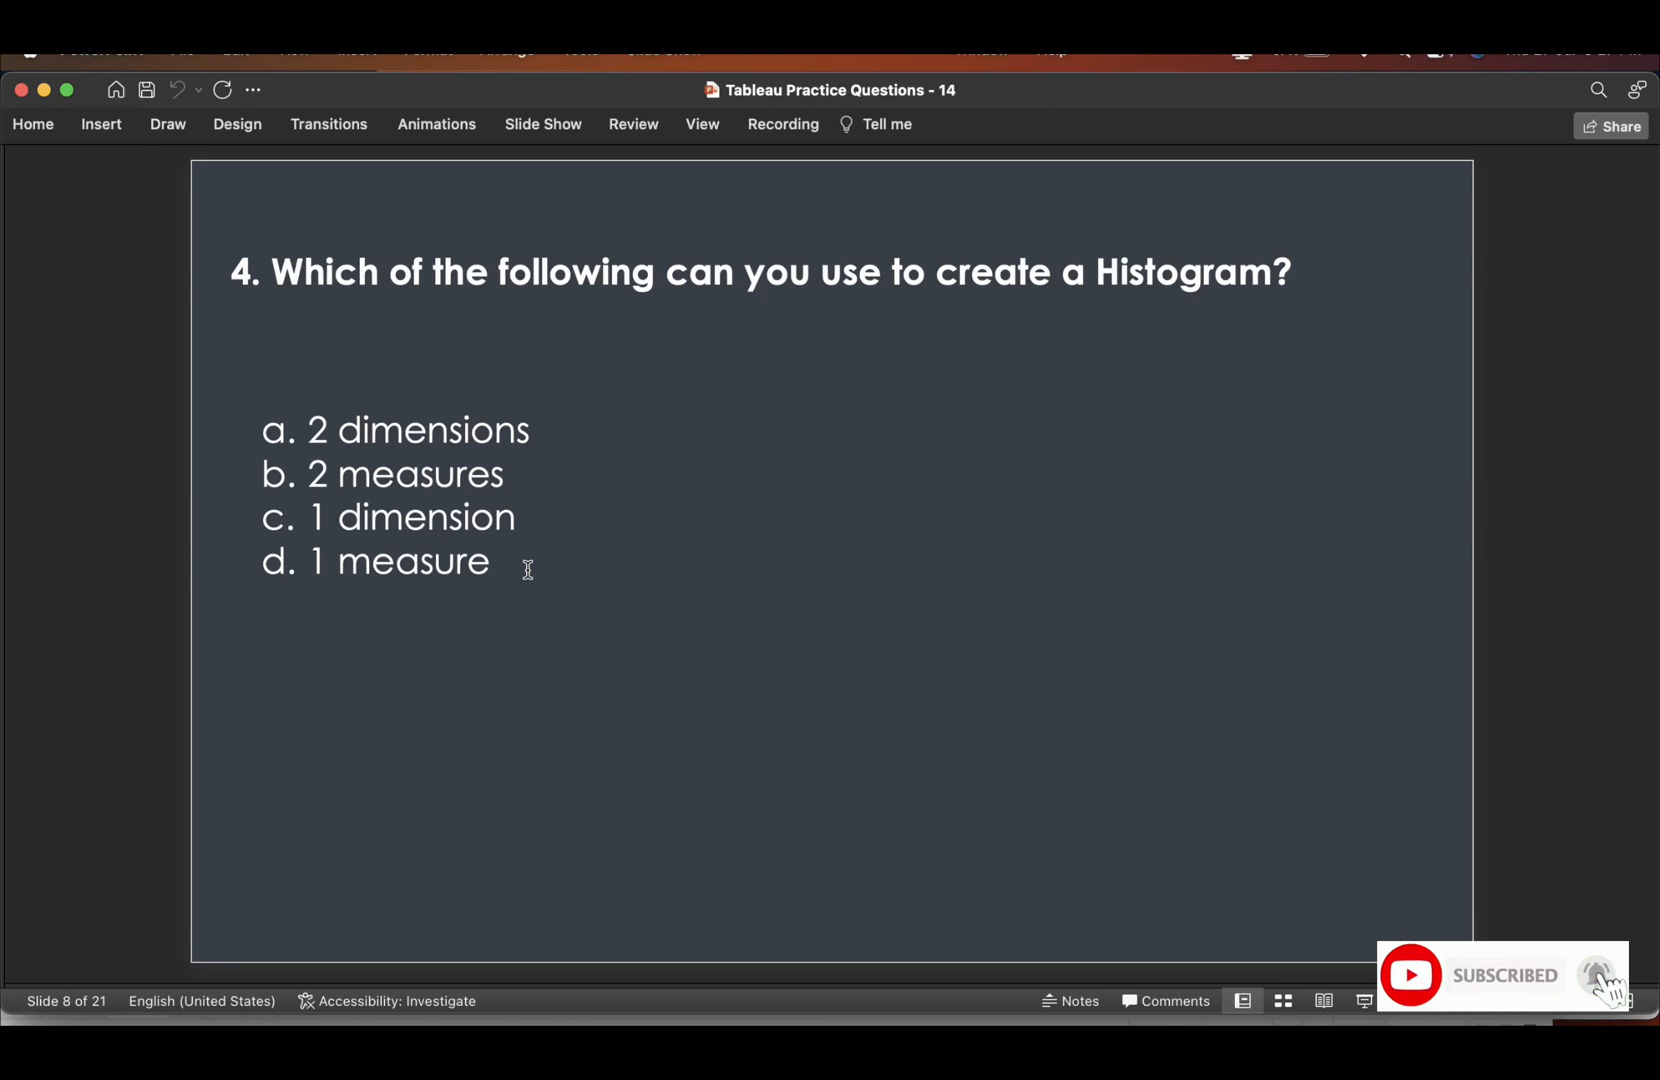 Tableau Practice Questions - 14
Home Insert Draw Design Transitions Animations Slide Show Review View Recording Tell me
Share
4. Which of the following can you use to create a Histogram?
a. 2 dimensions
b. 2 measures
c. 1 dimension
d. 1 measure
SUBSCRIBED
Slide 8 of 21 English (United States) Accessibility: Investigate Notes Comments